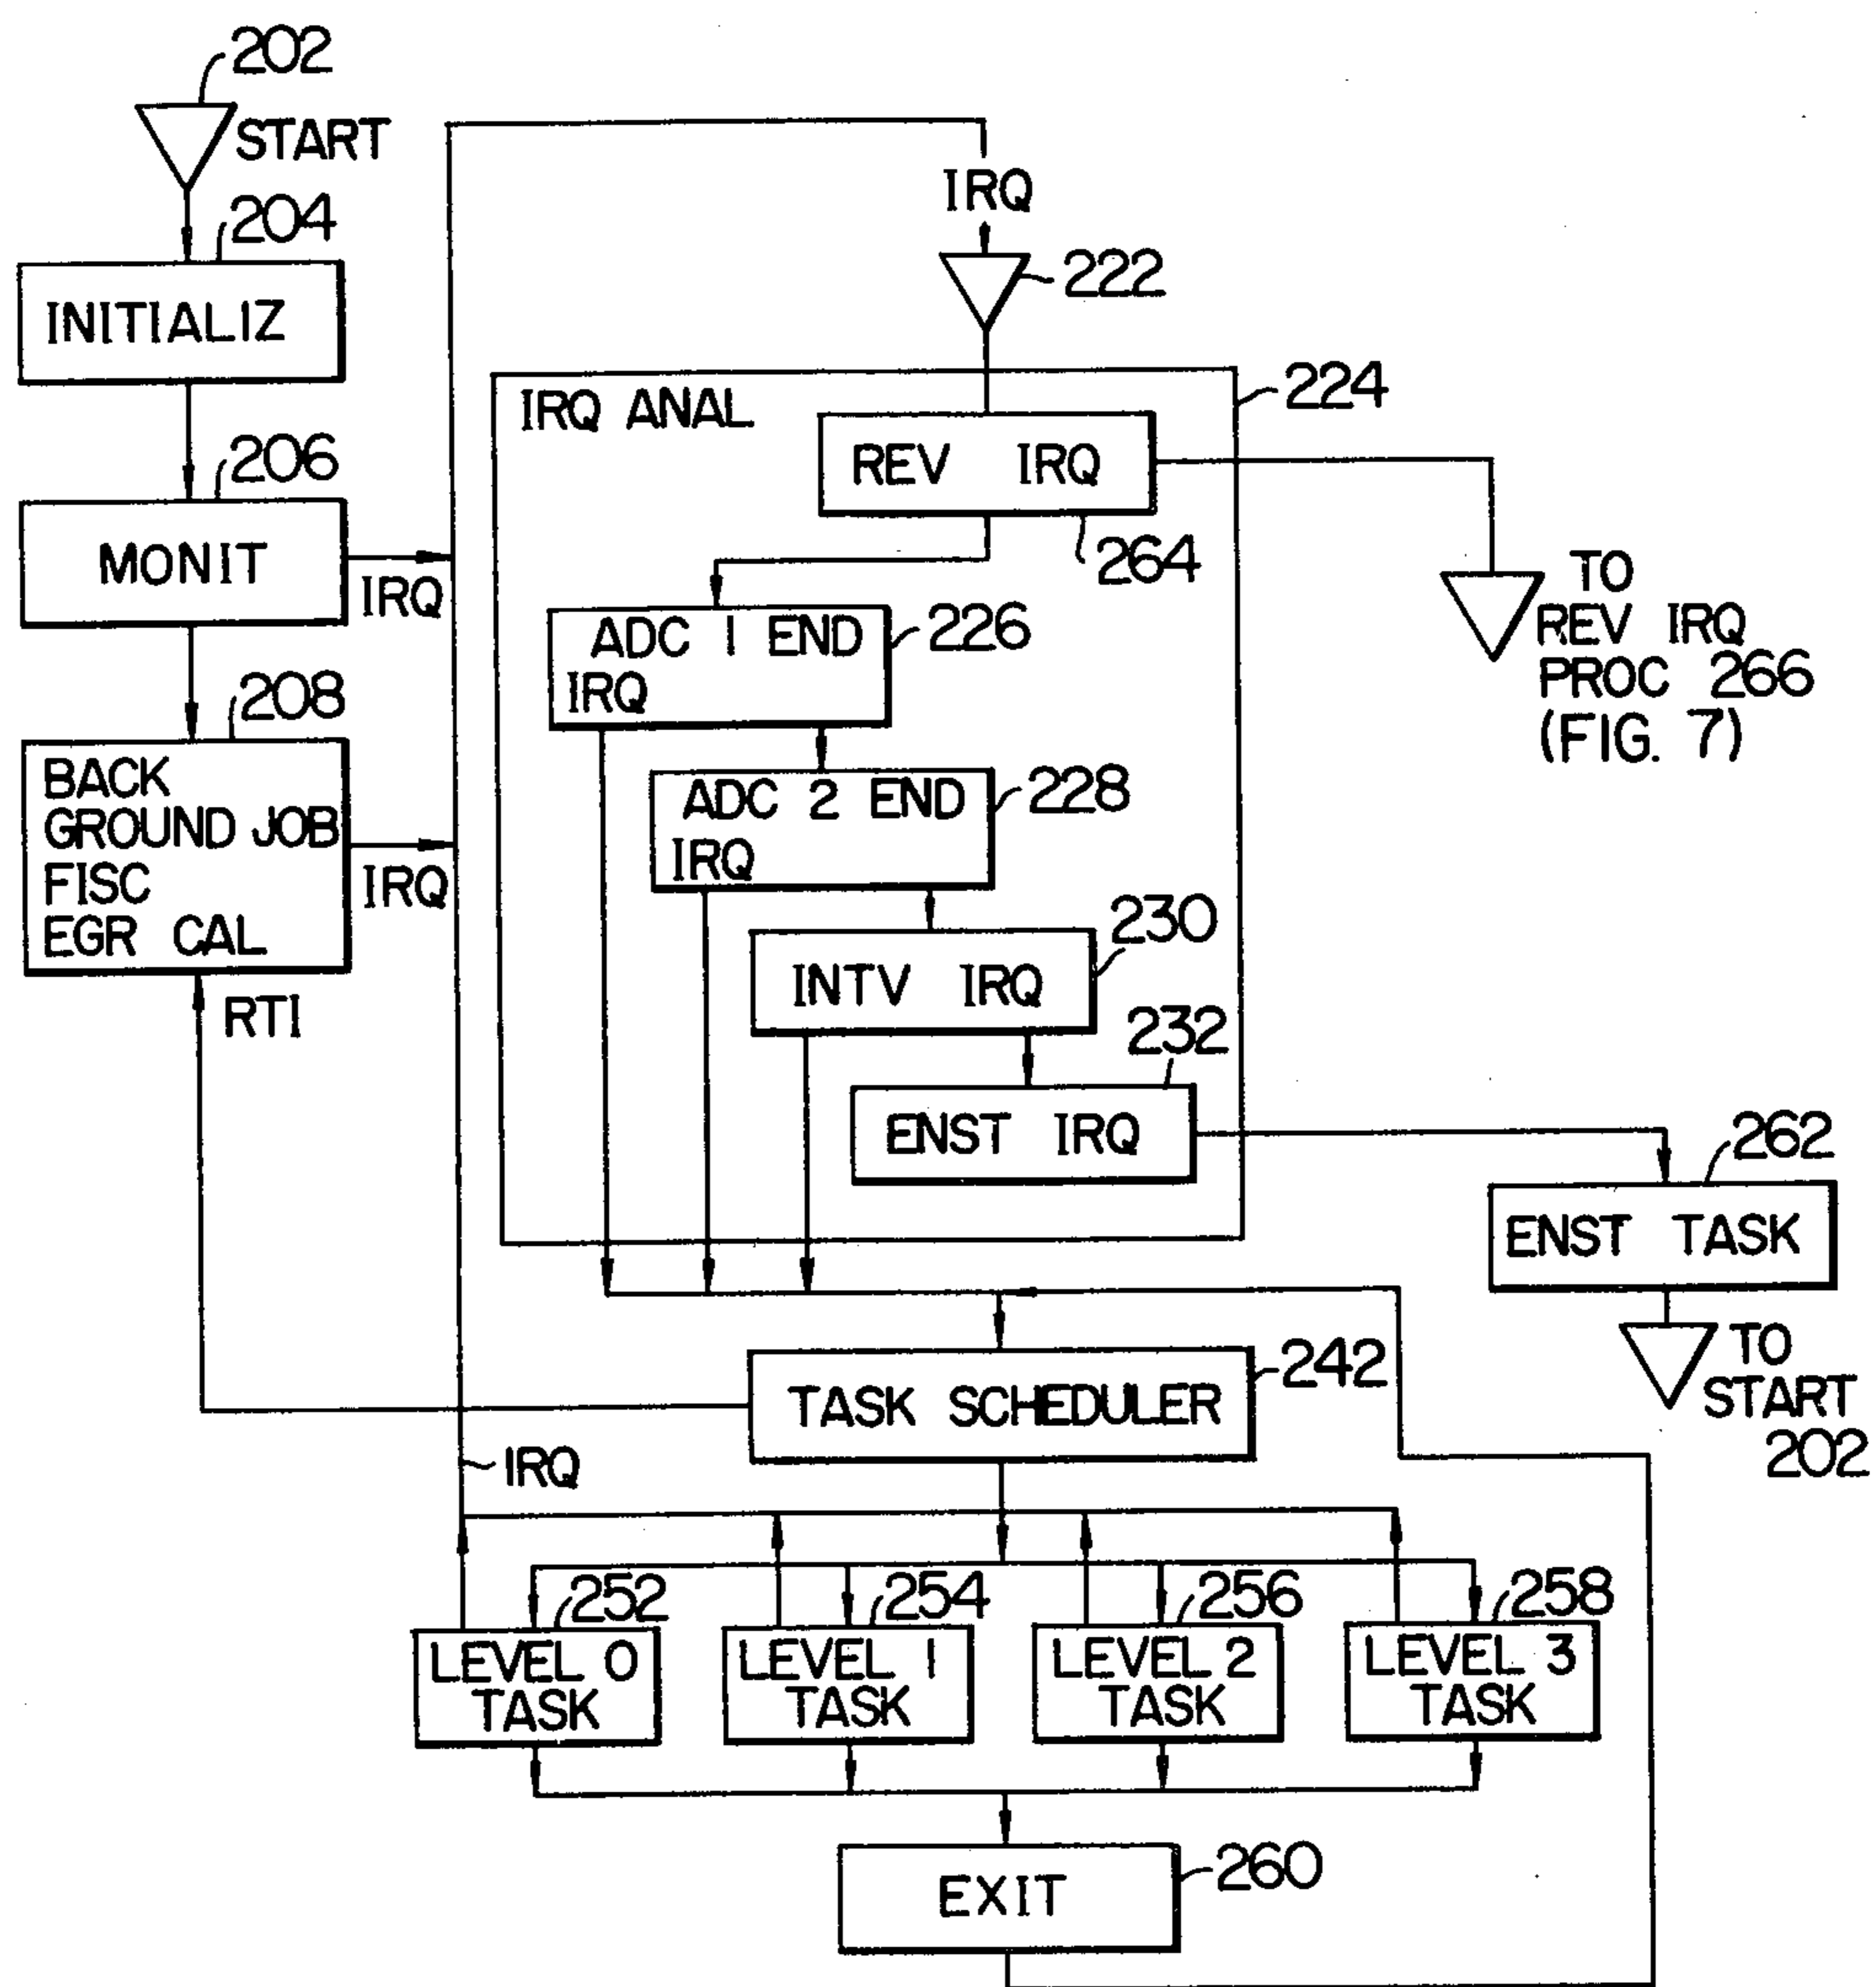 202
START
204
INITIALIZ
206
MONIT
IRQ
208
BACK
GROUND JOB
FISC
EGR CAL
IRQ
RTI
IRQ
222
224
IRQ ANAL
REV IRQ
264
TO
REV IRQ
PROC 266
(FIG. 7)
ADC 1 END
IRQ
226
ADC 2 END
IRQ
228
230
INTV IRQ
232
ENST IRQ
262
ENST TASK
TO
START
202
242
TASK SCHEDULER
IRQ
252
LEVEL 0
TASK
254
LEVEL 1
TASK
256
LEVEL 2
TASK
258
LEVEL 3
TASK
260
EXIT